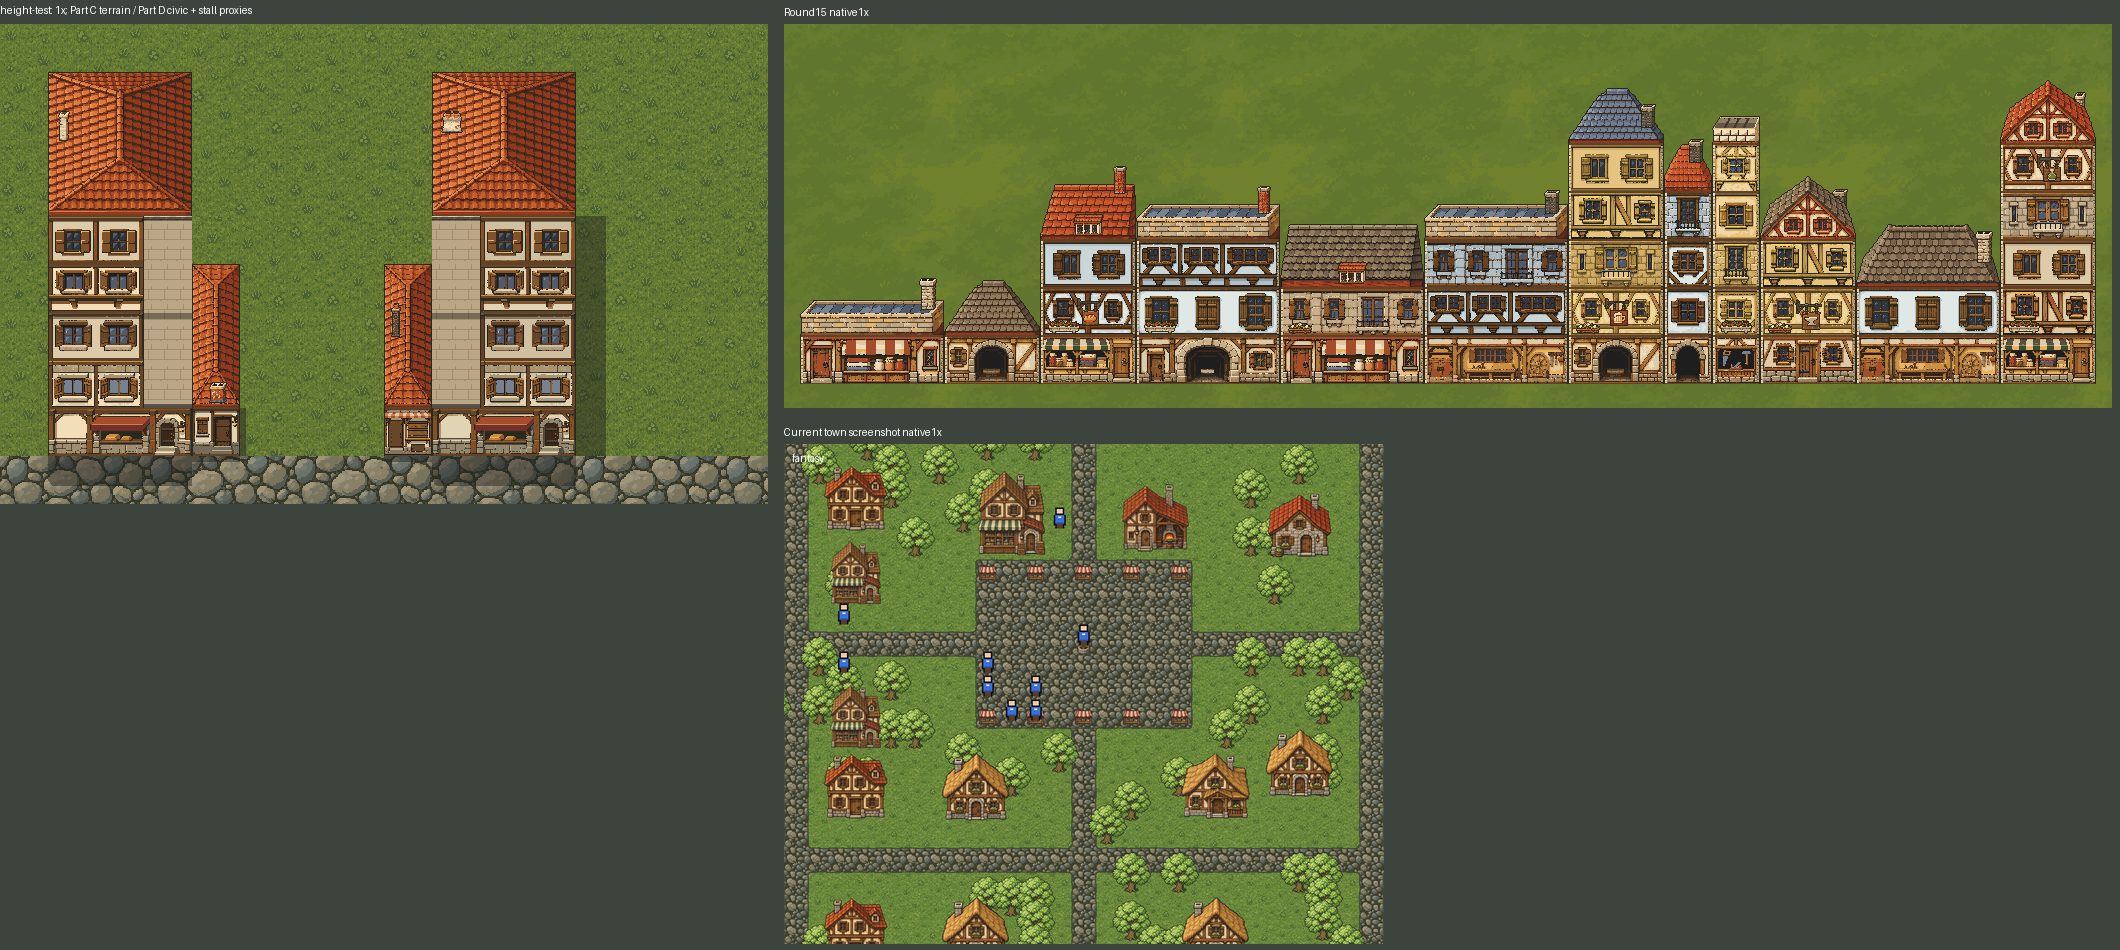 height-test: 1x; Part C terrain / Part D civic + stall proxies
Round15 native1x
Current town screenshot native1x
fantasy